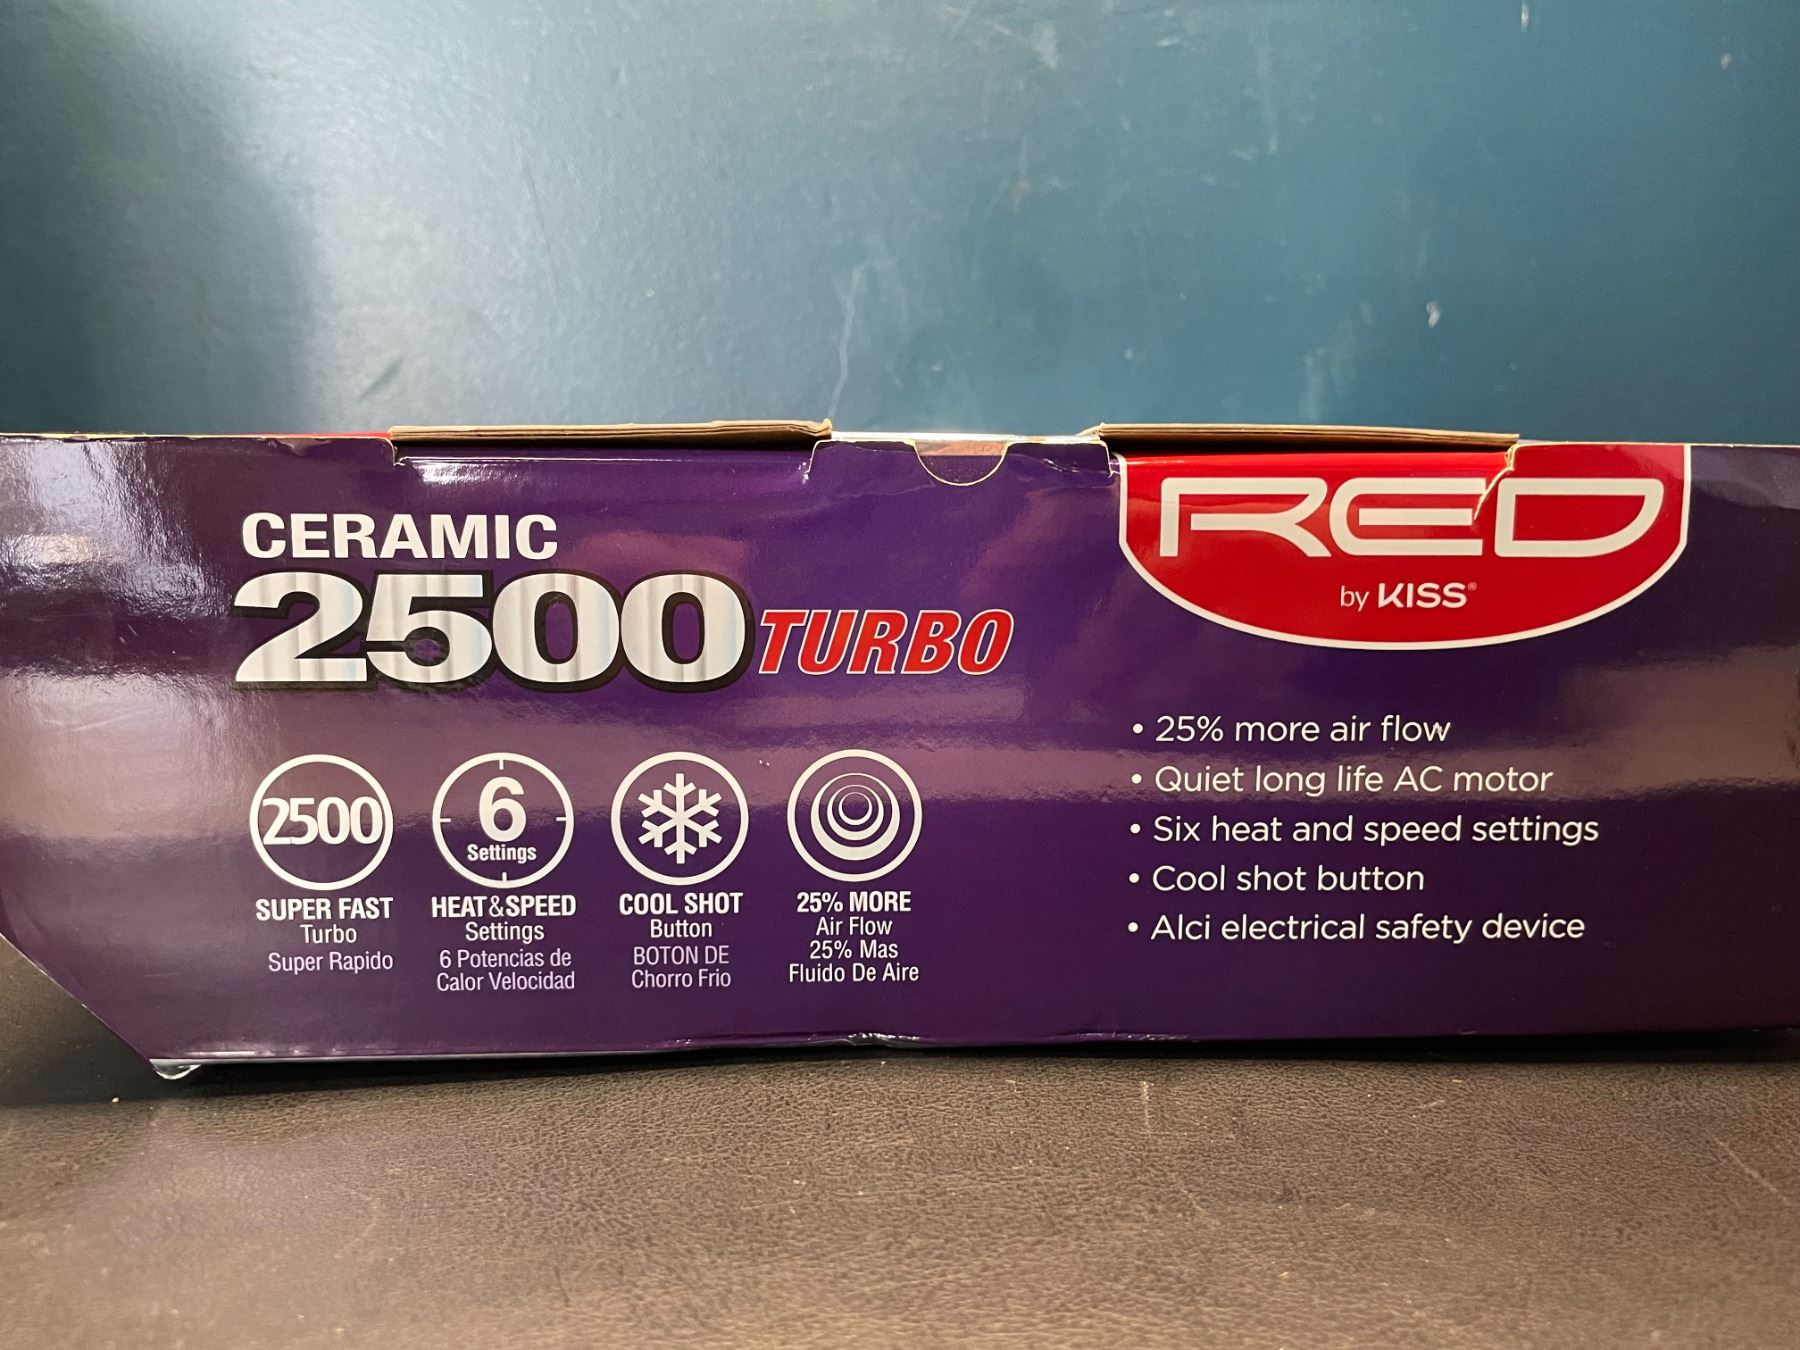 CERAMIC
2500 TURBO
RED
by KISS®
2500
SUPER FAST
Turbo
Super Rapido
6
Settings
HEAT&SPEED
Settings
6 Potencias de
Calor Velocidad
COOL SHOT
Button
BOTON DE
Chorro Frio
25% MORE
Air Flow
25% Mas
Fluido De Aire
• 25% more air flow
• Quiet long life AC motor
• Six heat and speed settings
• Cool shot button
• Alci electrical safety device